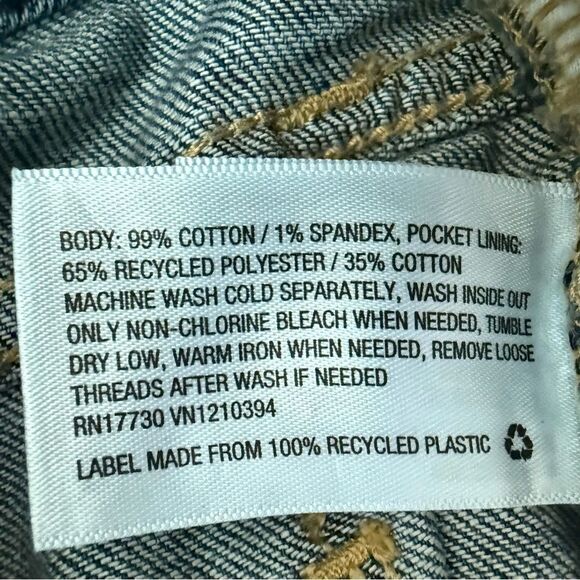 BODY: 99% COTTON / 1% SPANDEX, POCKET LINING:
65% RECYCLED POLYESTER / 35% COTTON
MACHINE WASH COLD SEPARATELY, WASH INSIDE OUT
ONLY NON-CHLORINE BLEACH WHEN NEEDED, TUMBLE
DRY LOW, WARM IRON WHEN NEEDED, REMOVE LOOSE
THREADS AFTER WASH IF NEEDED
RN17730 VN1210394
LABEL MADE FROM 100% RECYCLED PLASTIC